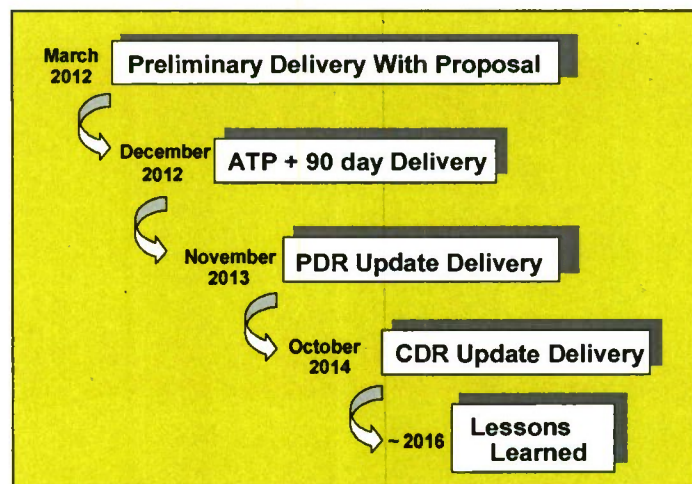 March
2012
Preliminary Delivery With Proposal
December
2012
ATP + 90 day Delivery
November
2013
PDR Update Delivery
October
2014
CDR Update Delivery
~ 2016
Lessons
Learned